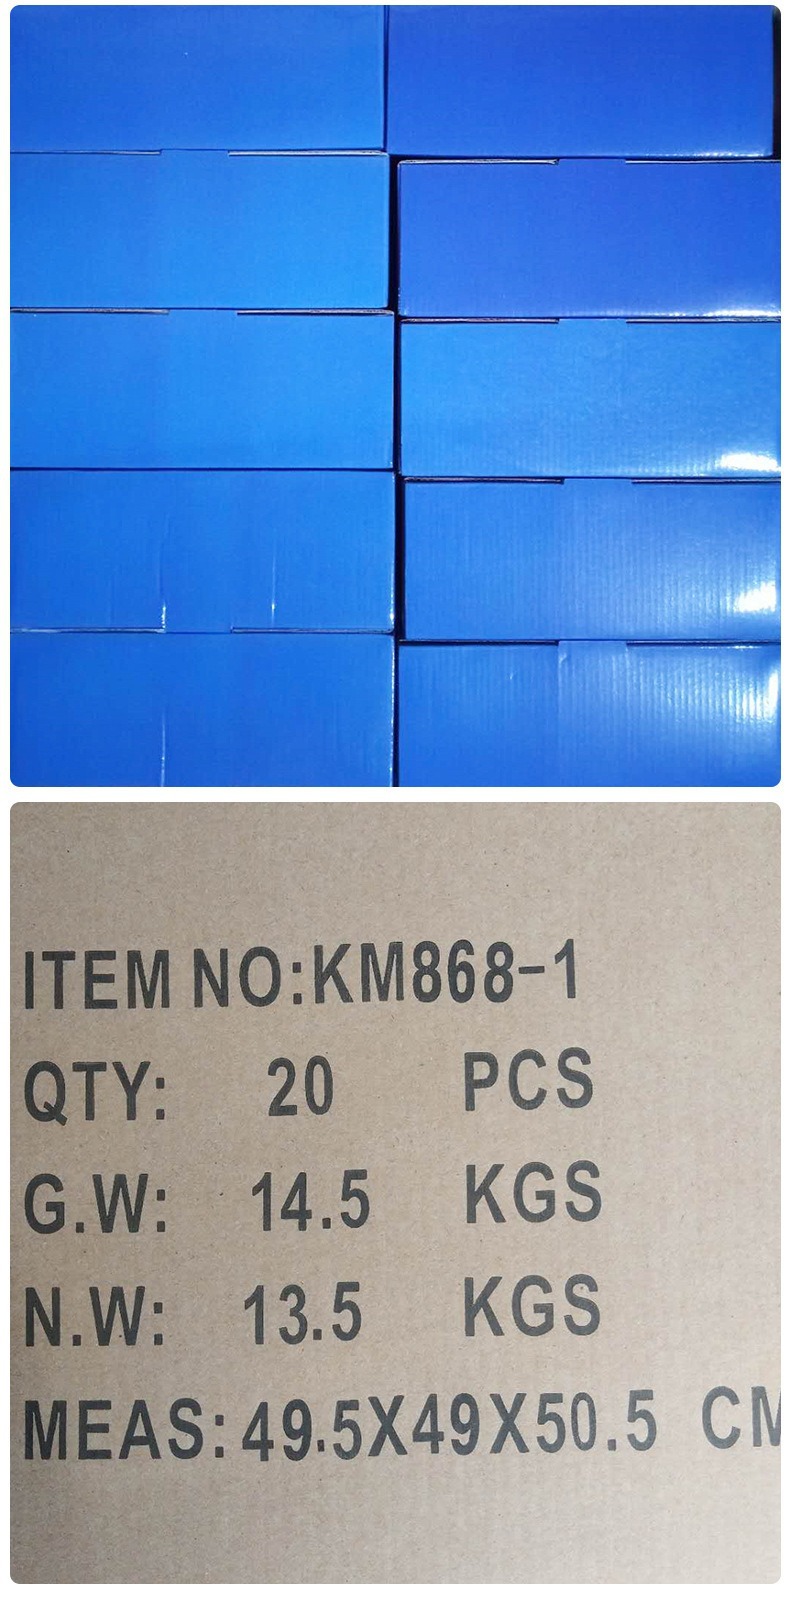 ITEM NO:KM868-1
QTY: 20 PCS
G.W: 14.5 KGS
N.W: 13.5 KGS
MEAS:49.5X49X50.5 CM